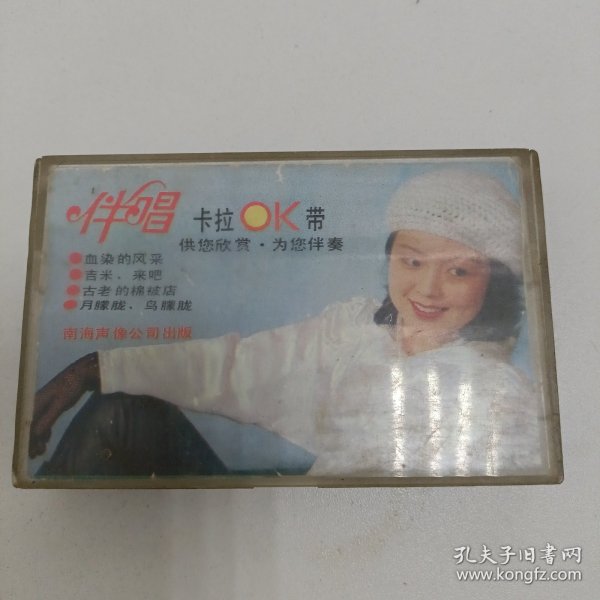 伴唱 卡拉OK带
供您欣赏·为您伴奏
●血染的风采
●吉米，来吧
●古老的棉被店
●月朦胧，鸟朦胧
南海声像公司出版
孔夫子旧书网
www.kongfz.com